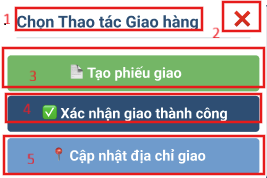 1 Chọn Thao tác Giao hàng
2 ❌
3 📄 Tạo phiếu giao
4 ✅ Xác nhận giao thành công
5 📍 Cập nhật địa chỉ giao